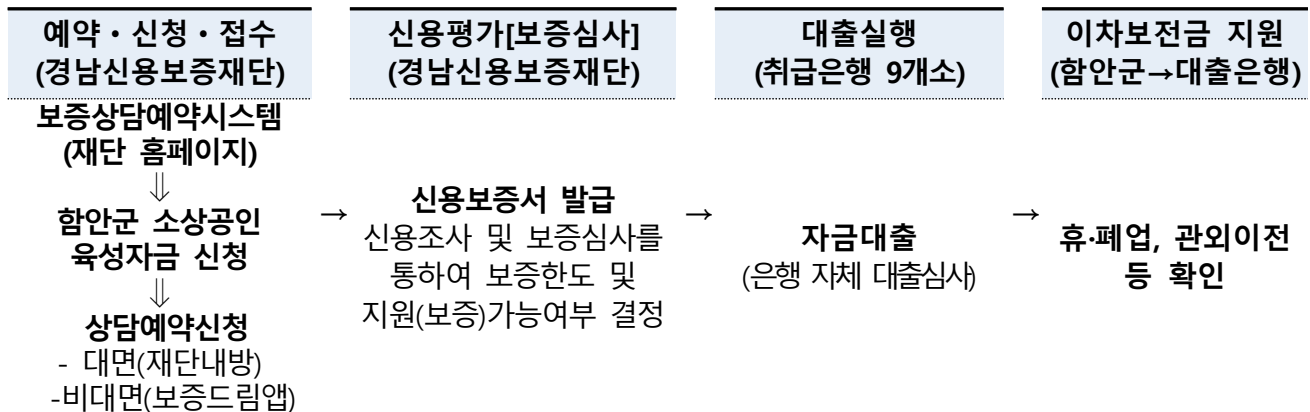 예약·신청·접수
(경남신용보증재단)
보증상담예약시스템
(재단 홈페이지)
⇓
함안군 소상공인
육성자금 신청
⇓
상담예약신청
- 대면(재단내방)
-비대면(보증드림앱)
→
신용평가[보증심사]
(경남신용보증재단)
신용보증서 발급
신용조사 및 보증심사를
통하여 보증한도 및
지원(보증)가능여부 결정
→
대출실행
(취급은행 9개소)
자금대출
(은행 자체 대출심사)
→
이차보전금 지원
(함안군→대출은행)
휴·폐업, 관외이전
등 확인